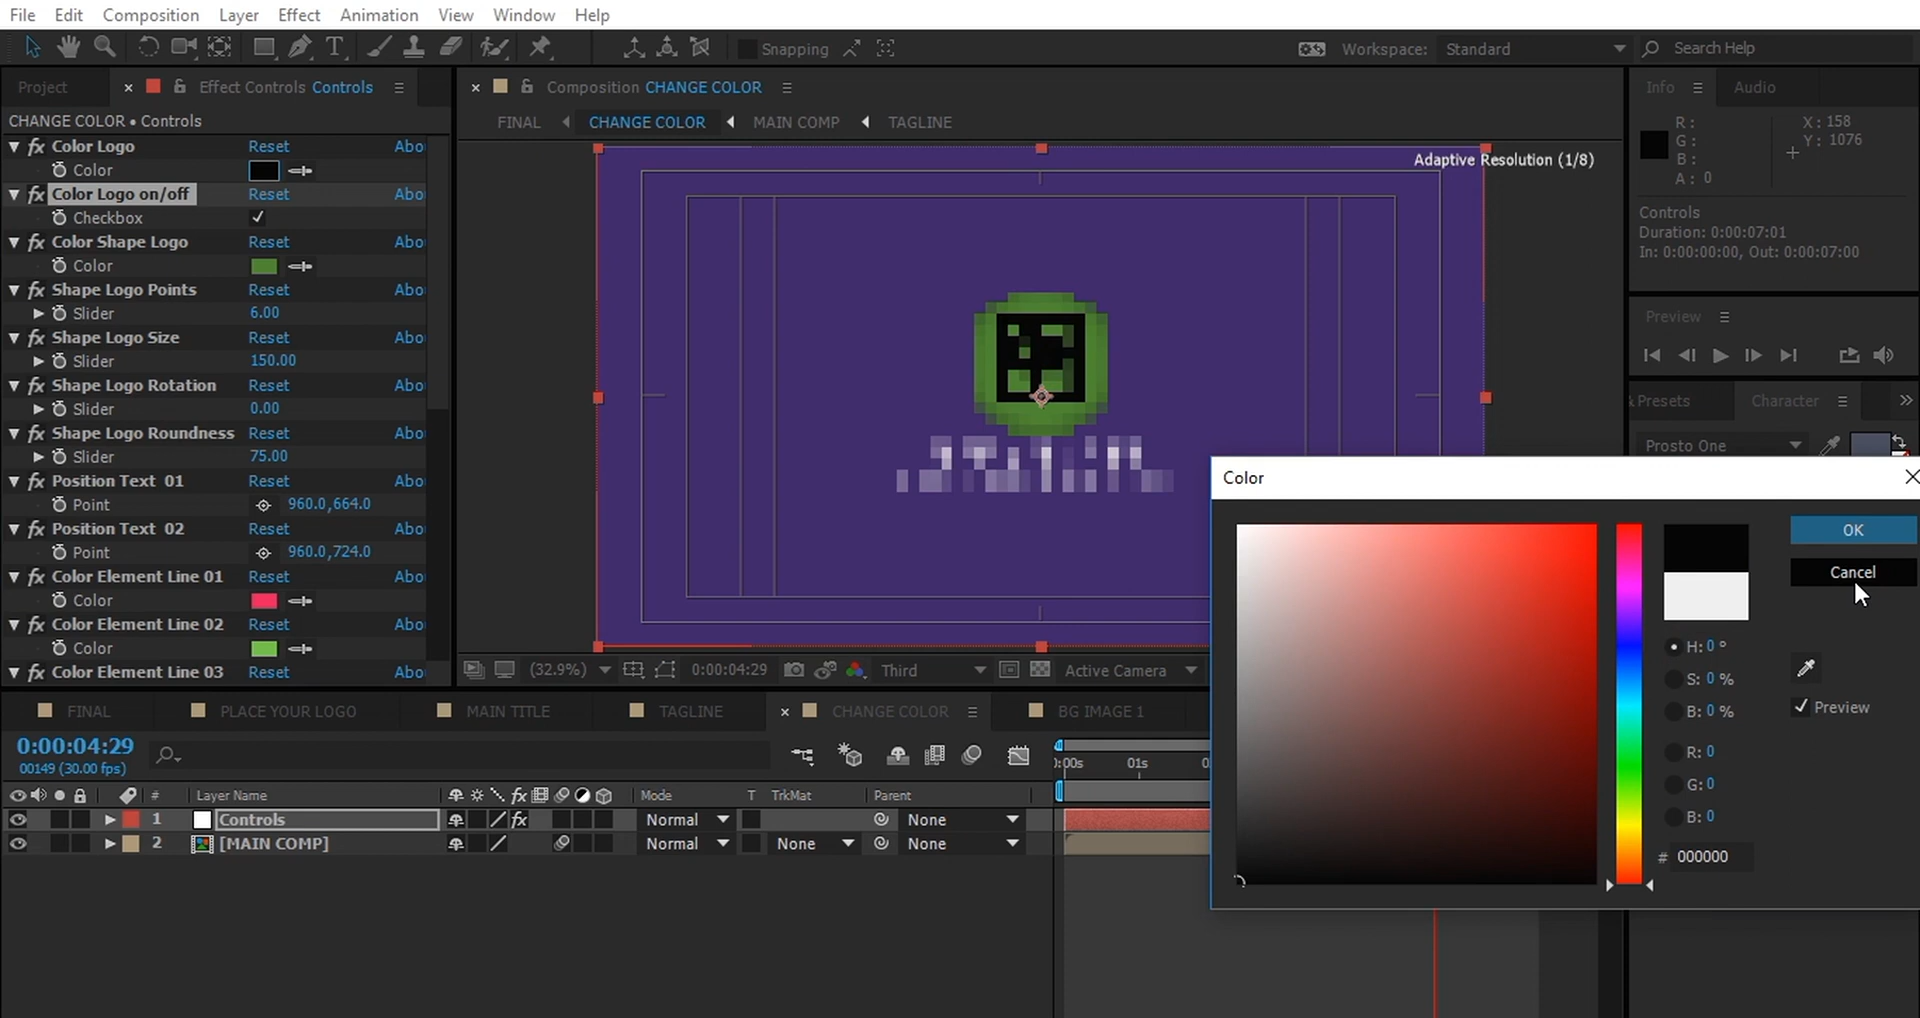 File Edit Composition Layer Effect Animation View Window Help
Snapping
Workspace: Standard
Search Help
Project
Effect Controls Controls
CHANGE COLOR • Controls
Color Logo Reset Abo
Color
Color Logo on/off Reset Abo
Checkbox
Color Shape Logo Reset Abo
Color
Shape Logo Points Reset Abo
Slider 6.00
Shape Logo Size Reset Abo
Slider 150.00
Shape Logo Rotation Reset Abo
Slider 0.00
Shape Logo Roundness Reset Abo
Slider 75.00
Position Text 01 Reset Abo
Point 960.0,664.0
Position Text 02 Reset Abo
Point 960.0,724.0
Color Element Line 01 Reset Abo
Color
Color Element Line 02 Reset Abo
Color
Color Element Line 03 Reset Abo
Composition CHANGE COLOR
FINAL CHANGE COLOR MAIN COMP TAGLINE
Adaptive Resolution (1/8)
(32.9%) 0:00:04:29 Third Active Camera
Info Audio
R: X: 158
G: Y: 1076
B:
A: 0
Controls
Duration: 0:00:07:01
In: 0:00:00:00, Out: 0:00:07:00
Preview
& Presets Character
Prosto One
Color
OK
Cancel
H: 0 °
S: 0 %
B: 0 %
Preview
R: 0
G: 0
B: 0
# 000000
FINAL PLACE YOUR LOGO MAIN TITLE TAGLINE CHANGE COLOR BG IMAGE 1
0:00:04:29
00149 (30.00 fps)
):00s 01s 0
# Layer Name Mode T TrkMat Parent
1 Controls Normal None
2 [MAIN COMP] Normal None None